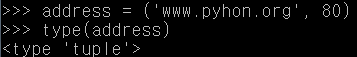 >>> address = ('www.pyhon.org', 80)
>>> type(address)
<type 'tuple'>